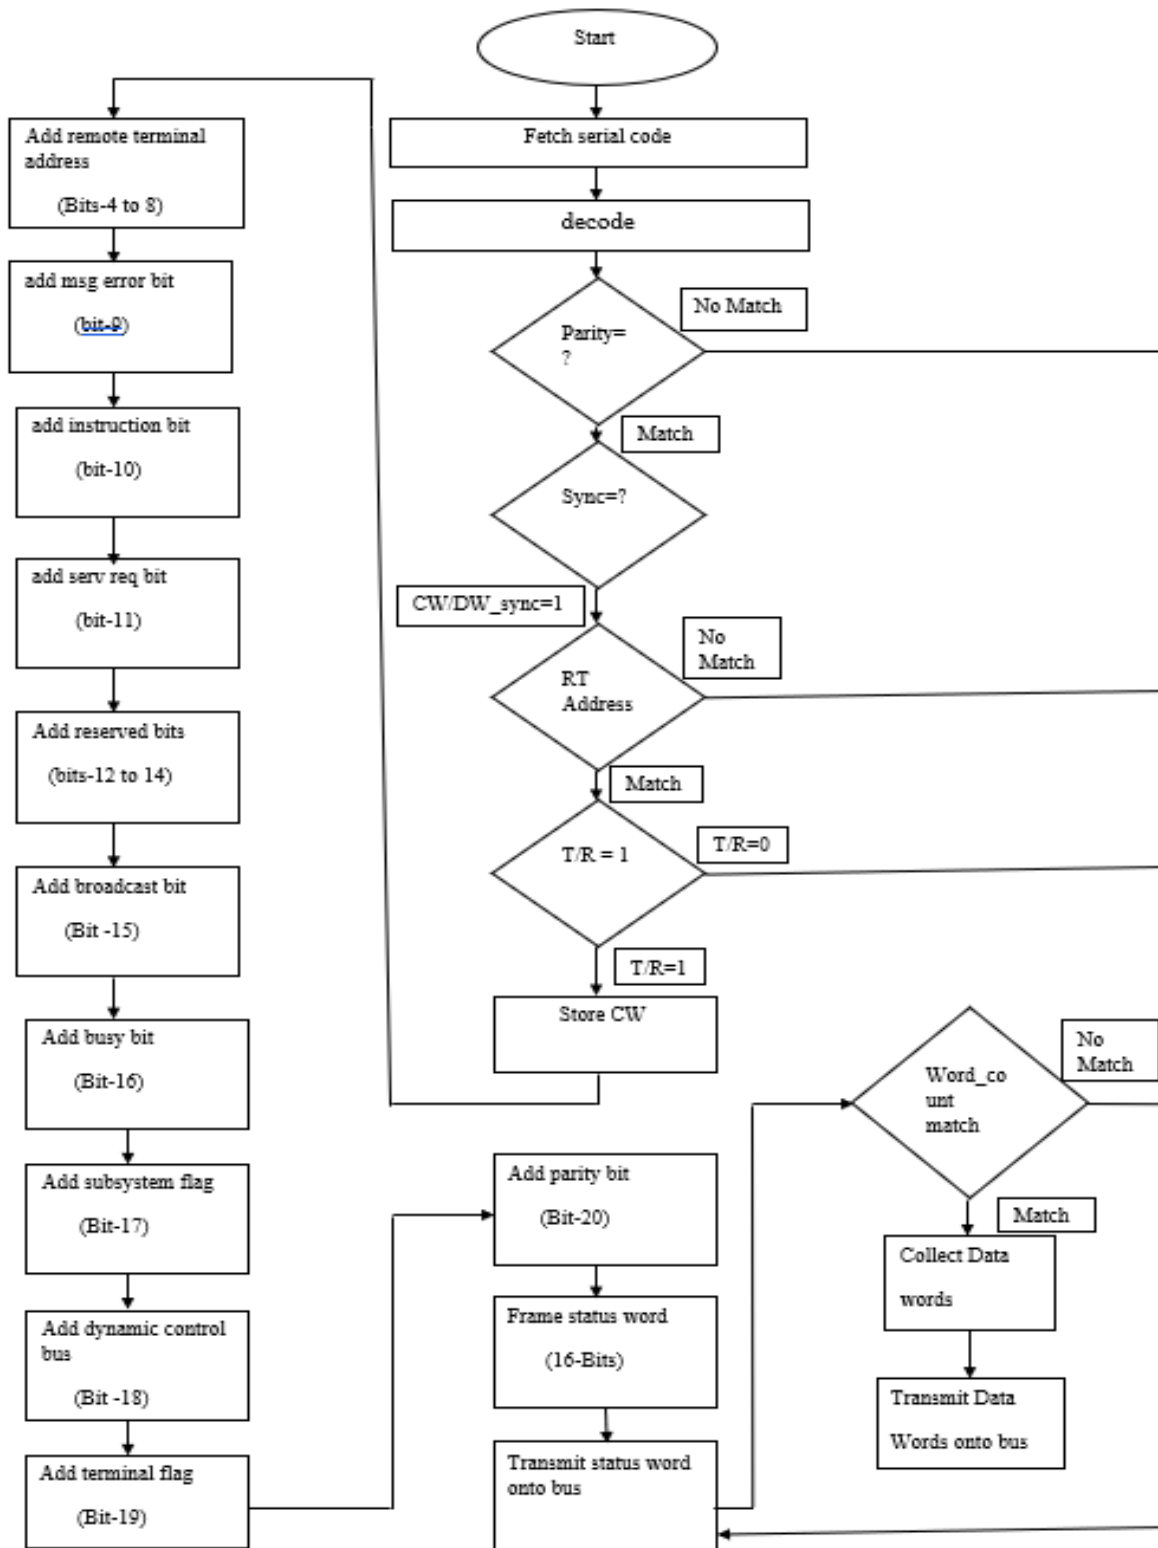 Start
Fetch serial code
decode
Parity=
?
No Match
Match
Sync=?
CW/DW_sync=1
RT
Address
No
Match
Match
T/R = 1
T/R=0
T/R=1
Store CW
Add remote terminal
address
(Bits-4 to 8)
add msg error bit
(bit-9)
add instruction bit
(bit-10)
add serv req bit
(bit-11)
Add reserved bits
(bits-12 to 14)
Add broadcast bit
(Bit -15)
Add busy bit
(Bit-16)
Add subsystem flag
(Bit-17)
Add dynamic control
bus
(Bit -18)
Add terminal flag
(Bit-19)
Add parity bit
(Bit-20)
Frame status word
(16-Bits)
Transmit status word
onto bus
Word_co
unt
match
No
Match
Match
Collect Data
words
Transmit Data
Words onto bus